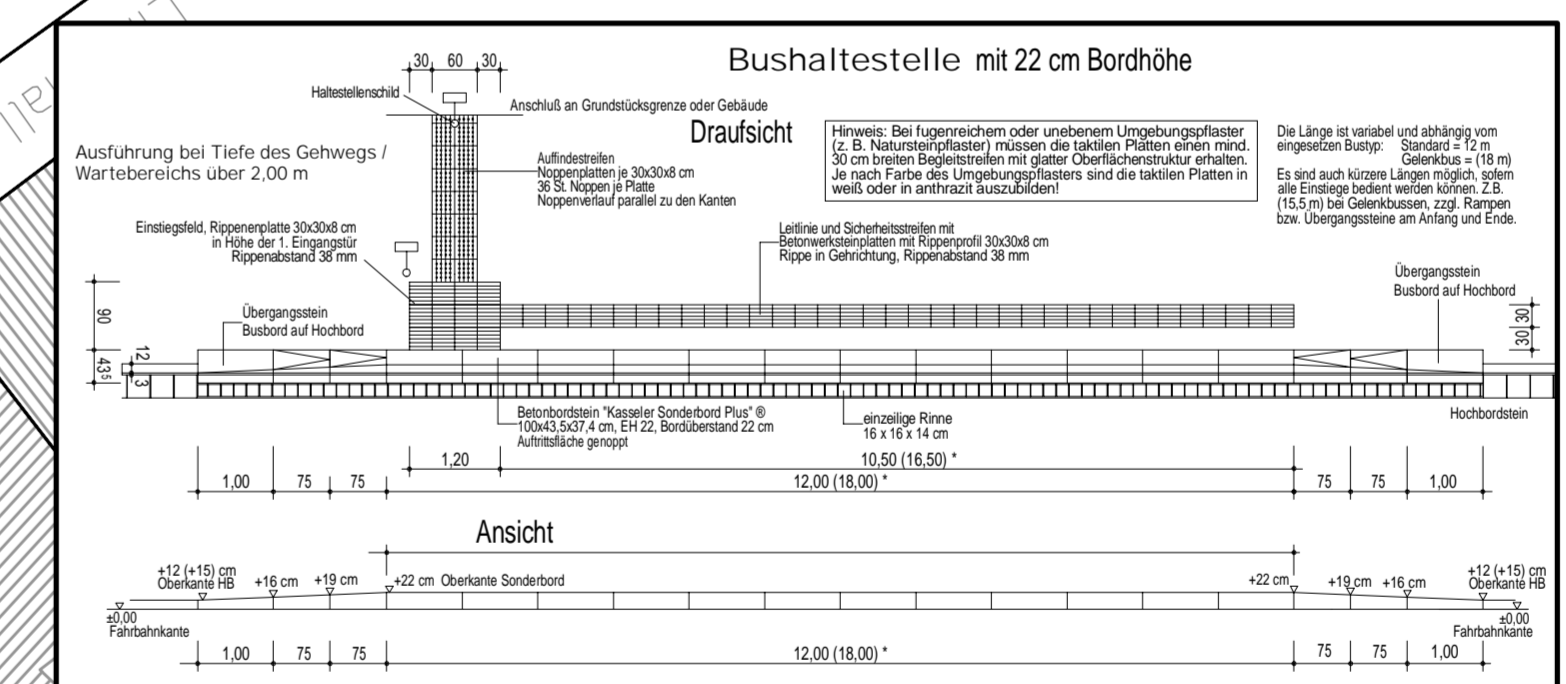 Bushaltestelle mit 22 cm Bordhöhe
30 60 30
Haltestellenschild
Anschluß an Grundstücksgrenze oder Gebäude
Draufsicht
Ausführung bei Tiefe des Gehwegs /
Wartebereichs über 2,00 m
Auffindestreifen
Noppenplatten je 30x30x8 cm
36 St. Noppen je Platte
Noppenverlauf parallel zu den Kanten
Hinweis: Bei fugenreichem oder unebenem Umgebungspflaster
(z. B. Natursteinpflaster) müssen die taktilen Platten einen mind.
30 cm breiten Begleitstreifen mit glatter Oberflächenstruktur erhalten.
Je nach Farbe des Umgebungspflasters sind die taktilen Platten in
weiß oder in anthrazit auszubilden!
Die Länge ist variabel und abhängig vom
eingesetzen Bustyp: Standard = 12 m
Gelenkbus = (18 m)
Es sind auch kürzere Längen möglich, sofern
alle Einstiege bedient werden können. Z.B.
(15,5 m) bei Gelenkbussen, zzgl. Rampen
bzw. Übergangssteine am Anfang und Ende.
Einstiegsfeld, Rippenenplatte 30x30x8 cm
in Höhe der 1. Eingangstür
Rippenabstand 38 mm
Leitlinie und Sicherheitsstreifen mit
Betonwerksteinplatten mit Rippenprofil 30x30x8 cm
Rippe in Gehrichtung, Rippenabstand 38 mm
Übergangsstein
Busbord auf Hochbord
Übergangsstein
Busbord auf Hochbord
90
43⁵
12
3
30
30
Betonbordstein "Kasseler Sonderbord Plus" ®
100x43,5x37,4 cm, EH 22, Bordüberstand 22 cm
Auftrittsfläche genoppt
einzeilige Rinne
16 x 16 x 14 cm
Hochbordstein
1,20 10,50 (16,50) *
1,00 75 75 12,00 (18,00) * 75 75 1,00
Ansicht
+12 (+15) cm
Oberkante HB
+16 cm
+19 cm
+22 cm Oberkante Sonderbord
+22 cm
+19 cm
+16 cm
+12 (+15) cm
Oberkante HB
±0,00
Fahrbahnkante
±0,00
Fahrbahnkante
1,00 75 75 12,00 (18,00) * 75 75 1,00